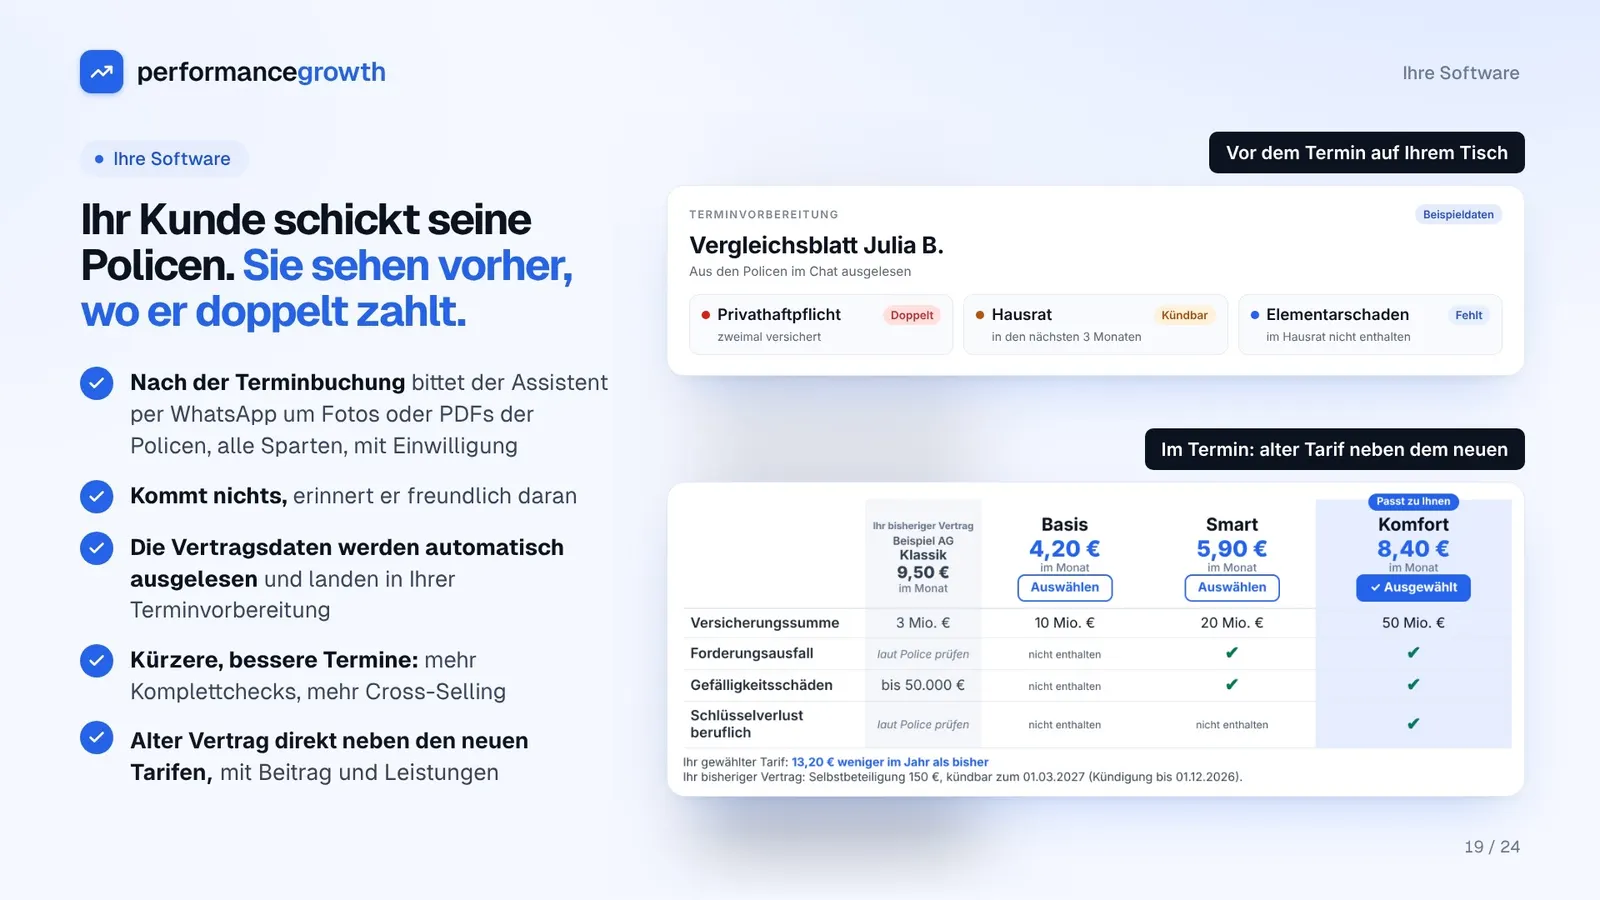 performancegrowth
Ihre Software
Ihre Software
Ihr Kunde schickt seine
Policen. Sie sehen vorher,
wo er doppelt zahlt.
Nach der Terminbuchung bittet der Assistent
per WhatsApp um Fotos oder PDFs der
Policen, alle Sparten, mit Einwilligung
Kommt nichts, erinnert er freundlich daran
Die Vertragsdaten werden automatisch
ausgelesen und landen in Ihrer
Terminvorbereitung
Kürzere, bessere Termine: mehr
Komplettchecks, mehr Cross-Selling
Alter Vertrag direkt neben den neuen
Tarifen, mit Beitrag und Leistungen
Vor dem Termin auf Ihrem Tisch
TERMINVORBEREITUNG
Beispieldaten
Vergleichsblatt Julia B.
Aus den Policen im Chat ausgelesen
Privathaftpflicht Doppelt
zweimal versichert
Hausrat Kündbar
in den nächsten 3 Monaten
Elementarschaden Fehlt
im Hausrat nicht enthalten
Im Termin: alter Tarif neben dem neuen
Ihr bisheriger Vertrag
Beispiel AG
Klassik
9,50 €
im Monat
Basis
4,20 €
im Monat
Auswählen
Smart
5,90 €
im Monat
Auswählen
Passt zu Ihnen
Komfort
8,40 €
im Monat
✓ Ausgewählt
Versicherungssumme 3 Mio. € 10 Mio. € 20 Mio. € 50 Mio. €
Forderungsausfall laut Police prüfen nicht enthalten ✔ ✔
Gefälligkeitsschäden bis 50.000 € nicht enthalten ✔ ✔
Schlüsselverlust
beruflich laut Police prüfen nicht enthalten nicht enthalten ✔
Ihr gewählter Tarif: 13,20 € weniger im Jahr als bisher
Ihr bisheriger Vertrag: Selbstbeteiligung 150 €, kündbar zum 01.03.2027 (Kündigung bis 01.12.2026).
19 / 24